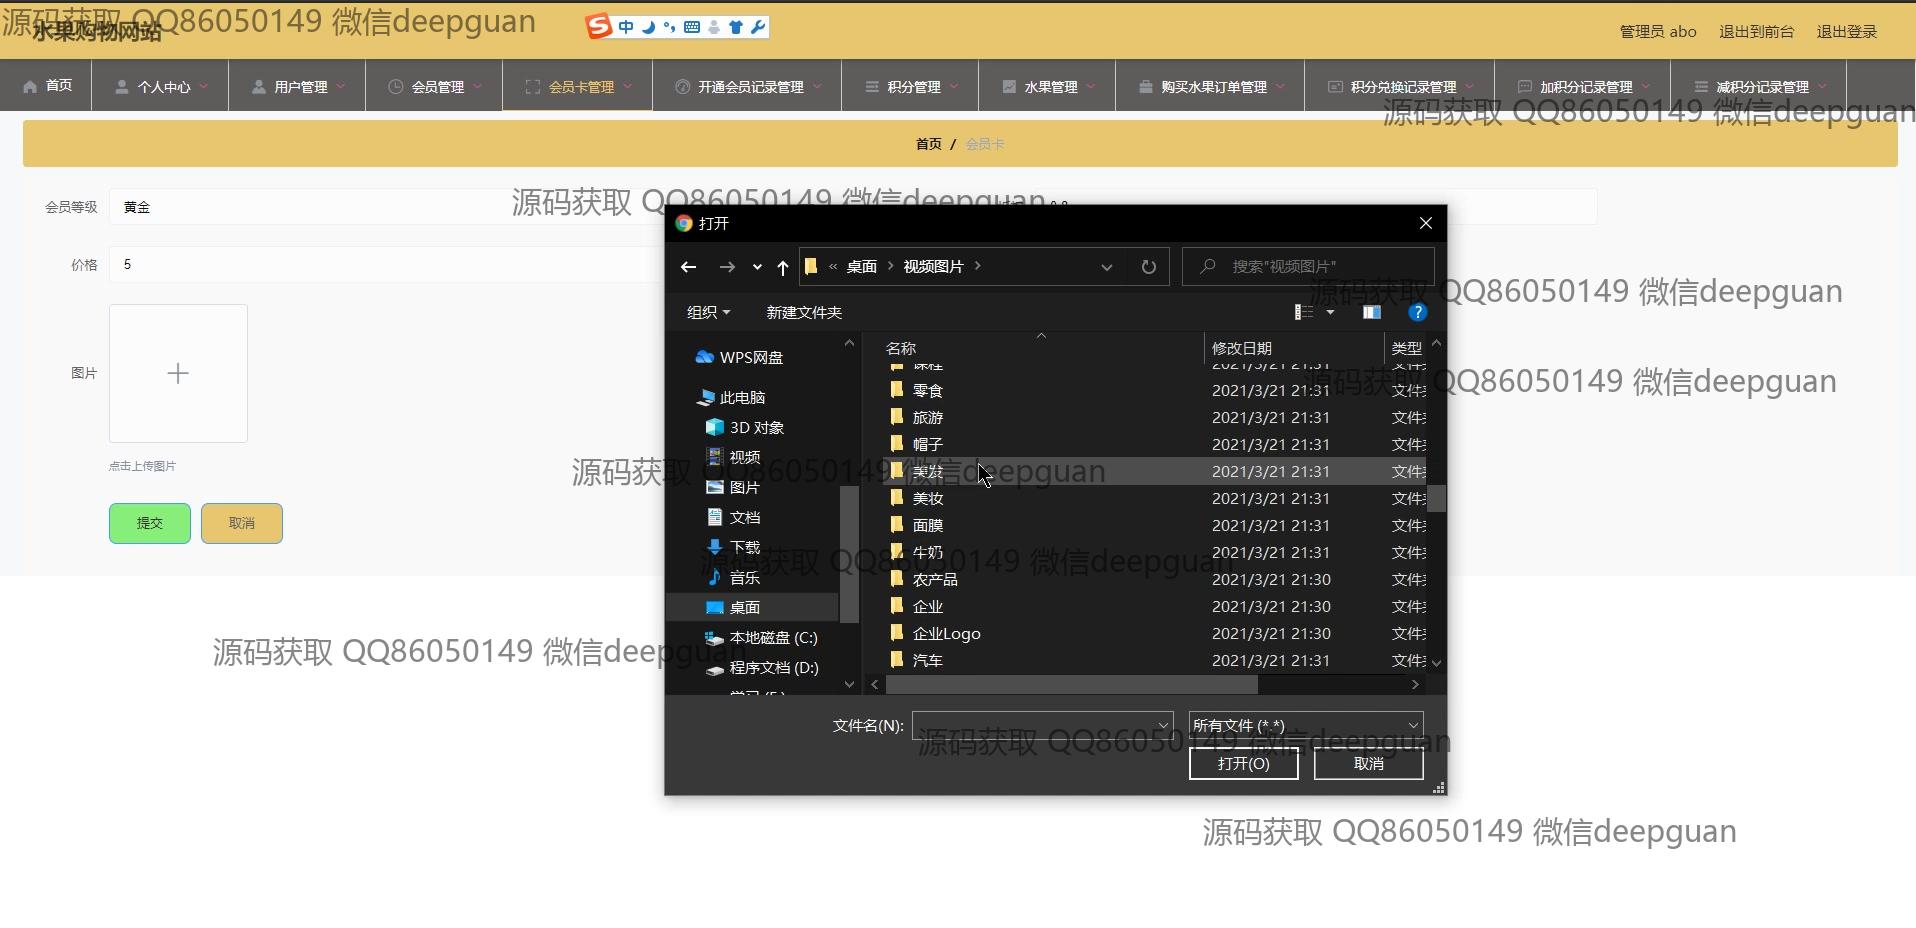 水果购物网站
源码获取 QQ86050149 微信deepguan
中
管理员 abo
退出到前台
退出登录
首页
个人中心
用户管理
会员管理
会员卡管理
开通会员记录管理
积分管理
水果管理
购买水果订单管理
积分兑换记录管理
加积分记录管理
减积分记录管理
源码获取 QQ86050149 微信deepguan
首页 / 会员卡
会员等级
黄金
源码获取 QQ86050149 微信deepguan
价格
5
图片
点击上传图片
提交
取消
打开
« 桌面 › 视频图片 ›
搜索"视频图片"
源码获取 QQ86050149 微信deepguan
组织
新建文件夹
WPS网盘
此电脑
3D 对象
视频
图片
文档
下载
音乐
桌面
本地磁盘 (C:)
程序文档 (D:)
名称 修改日期 类型
课程 2021/3/21 21:31
零食 2021/3/21 21:31 文件
旅游 2021/3/21 21:31 文件
帽子 2021/3/21 21:31 文件
美发 2021/3/21 21:31 文件
美妆 2021/3/21 21:31 文件
面膜 2021/3/21 21:31 文件
牛奶 2021/3/21 21:31 文件
农产品 2021/3/21 21:30 文件
企业 2021/3/21 21:30 文件
企业Logo 2021/3/21 21:30 文件
汽车 2021/3/21 21:31 文件
源码获取 QQ86050149 微信deepguan
源码获取 QQ86050149 微信deepguan
源码获取 QQ86050149 微信deepguan
源码获取 QQ86050149 微信deepguan
文件名(N):
所有文件 (*.*)
源码获取 QQ86050149 微信deepguan
打开(O)
取消
源码获取 QQ86050149 微信deepguan